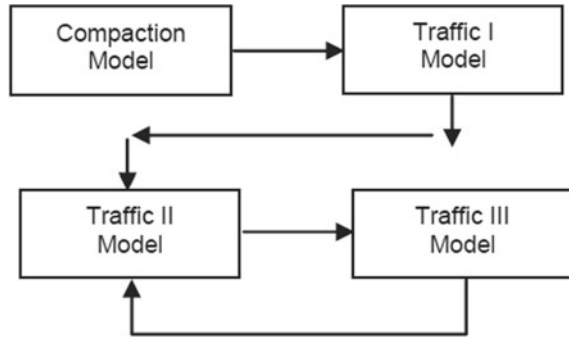 Compaction
Model
Traffic I
Model
Traffic II
Model
Traffic III
Model